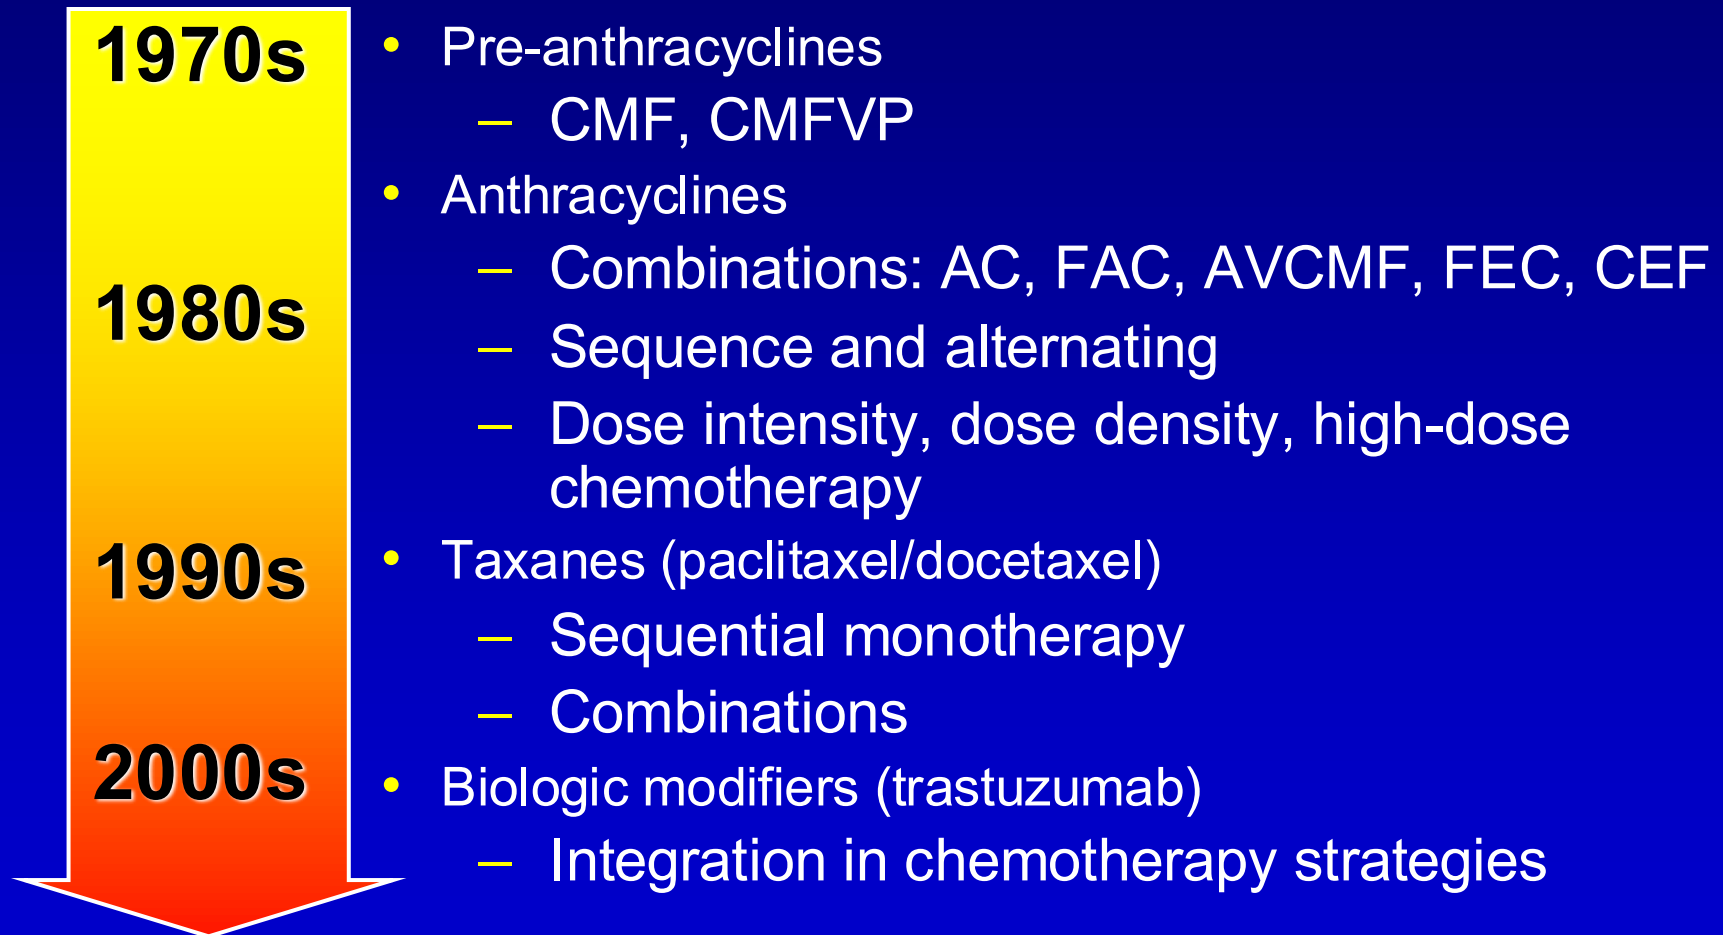 1970s
• Pre-anthracyclines
– CMF, CMFVP
• Anthracyclines
– Combinations: AC, FAC, AVCMF, FEC, CEF
1980s
– Sequence and alternating
– Dose intensity, dose density, high-dose
chemotherapy
1990s
• Taxanes (paclitaxel/docetaxel)
– Sequential monotherapy
– Combinations
2000s
• Biologic modifiers (trastuzumab)
– Integration in chemotherapy strategies